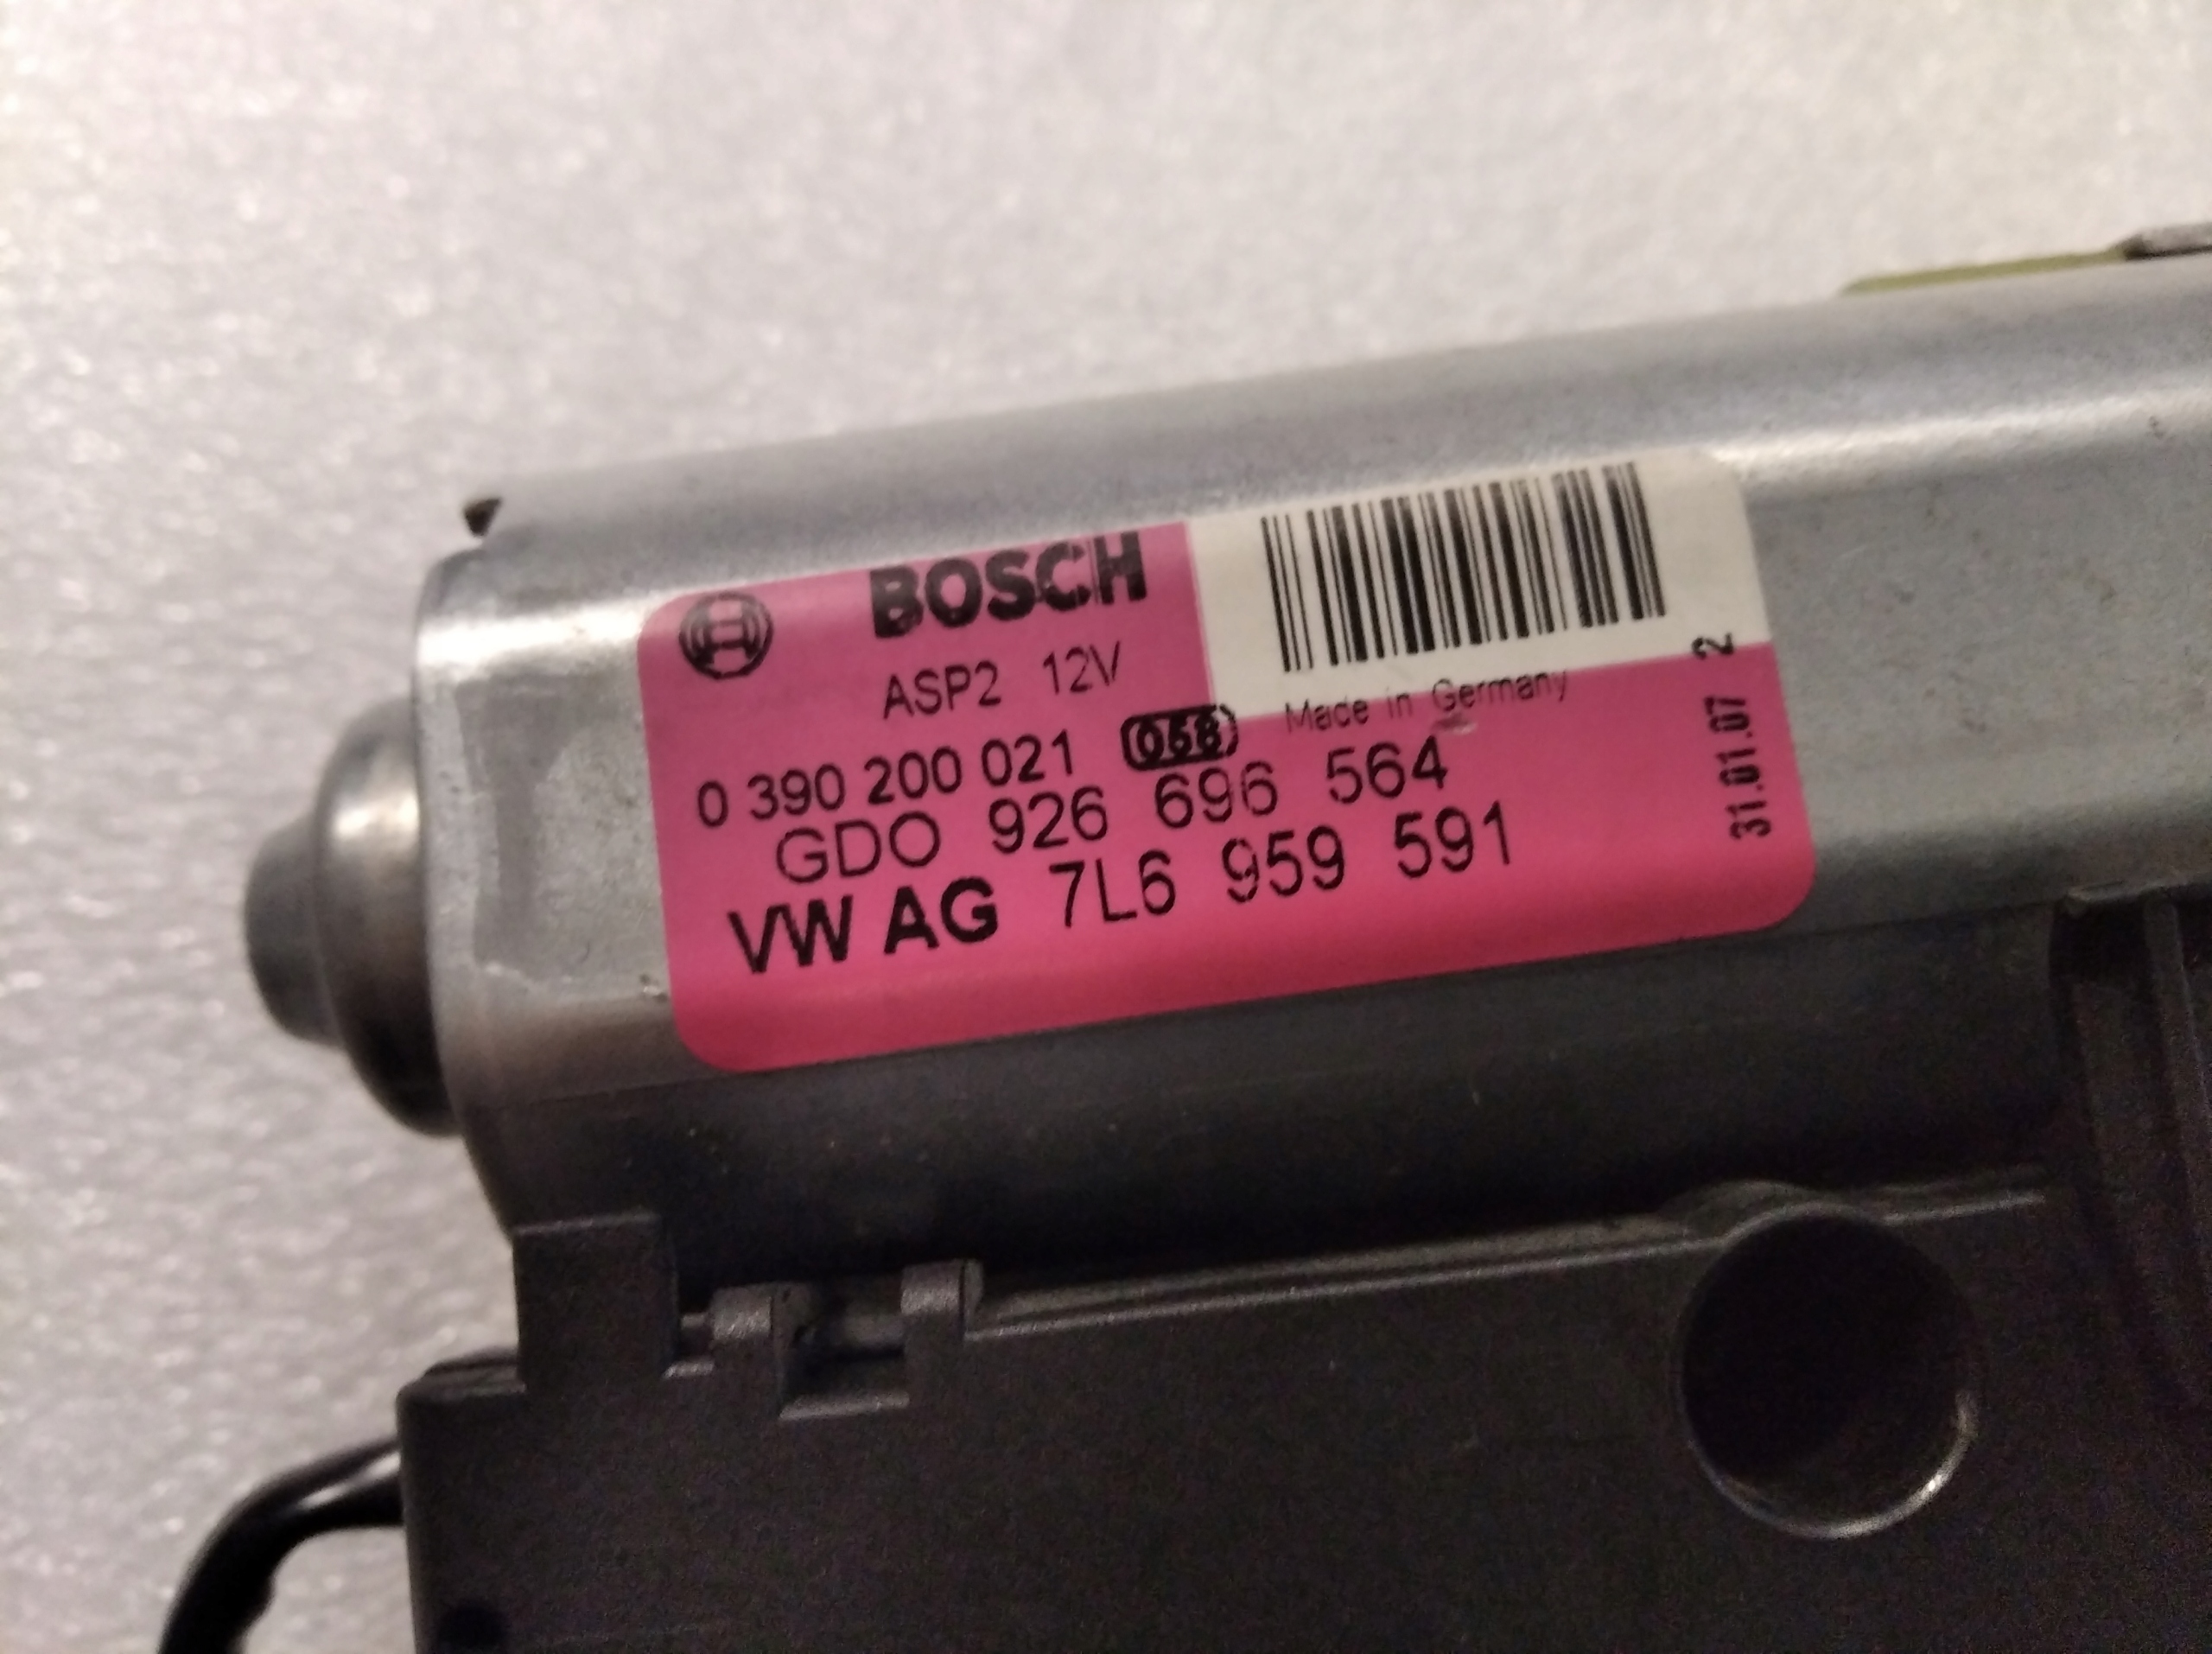 BOSCH
ASP2 12V
0 390 200 021
Made in Germany
GDO 926 696 564
VW AG 7L6 959 591
31.01.07 2